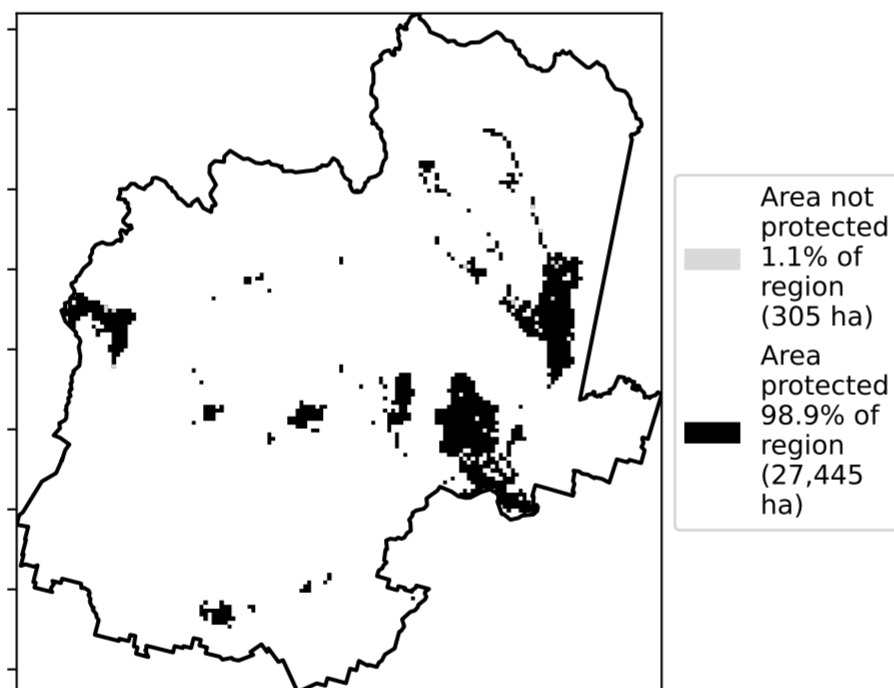 Area not
protected
1.1% of
region
(305 ha)
Area
protected
98.9% of
region
(27,445
ha)